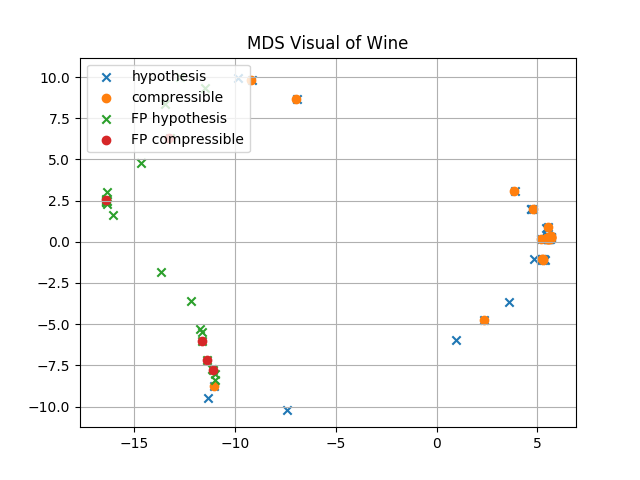 MDS Visual of Wine
hypothesis
compressible
FP hypothesis
FP compressible
10.0
7.5
5.0
2.5
0.0
−2.5
−5.0
−7.5
−10.0
−15
−10
−5
0
5